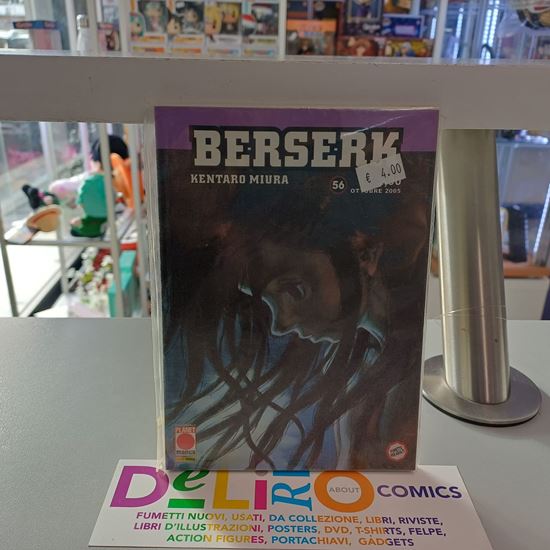 BERSERK
KENTARO MIURA
56
€ 4.00
OTTOBRE 2005
PLANET
manga
DELIRIO
ABOUT
COMICS
FUMETTI NUOVI, USATI, DA COLLEZIONE, LIBRI, RIVISTE,
LIBRI D'ILLUSTRAZIONI, POSTERS, DVD, T-SHIRTS, FELPE,
ACTION FIGURES, PORTACHIAVI, GADGETS